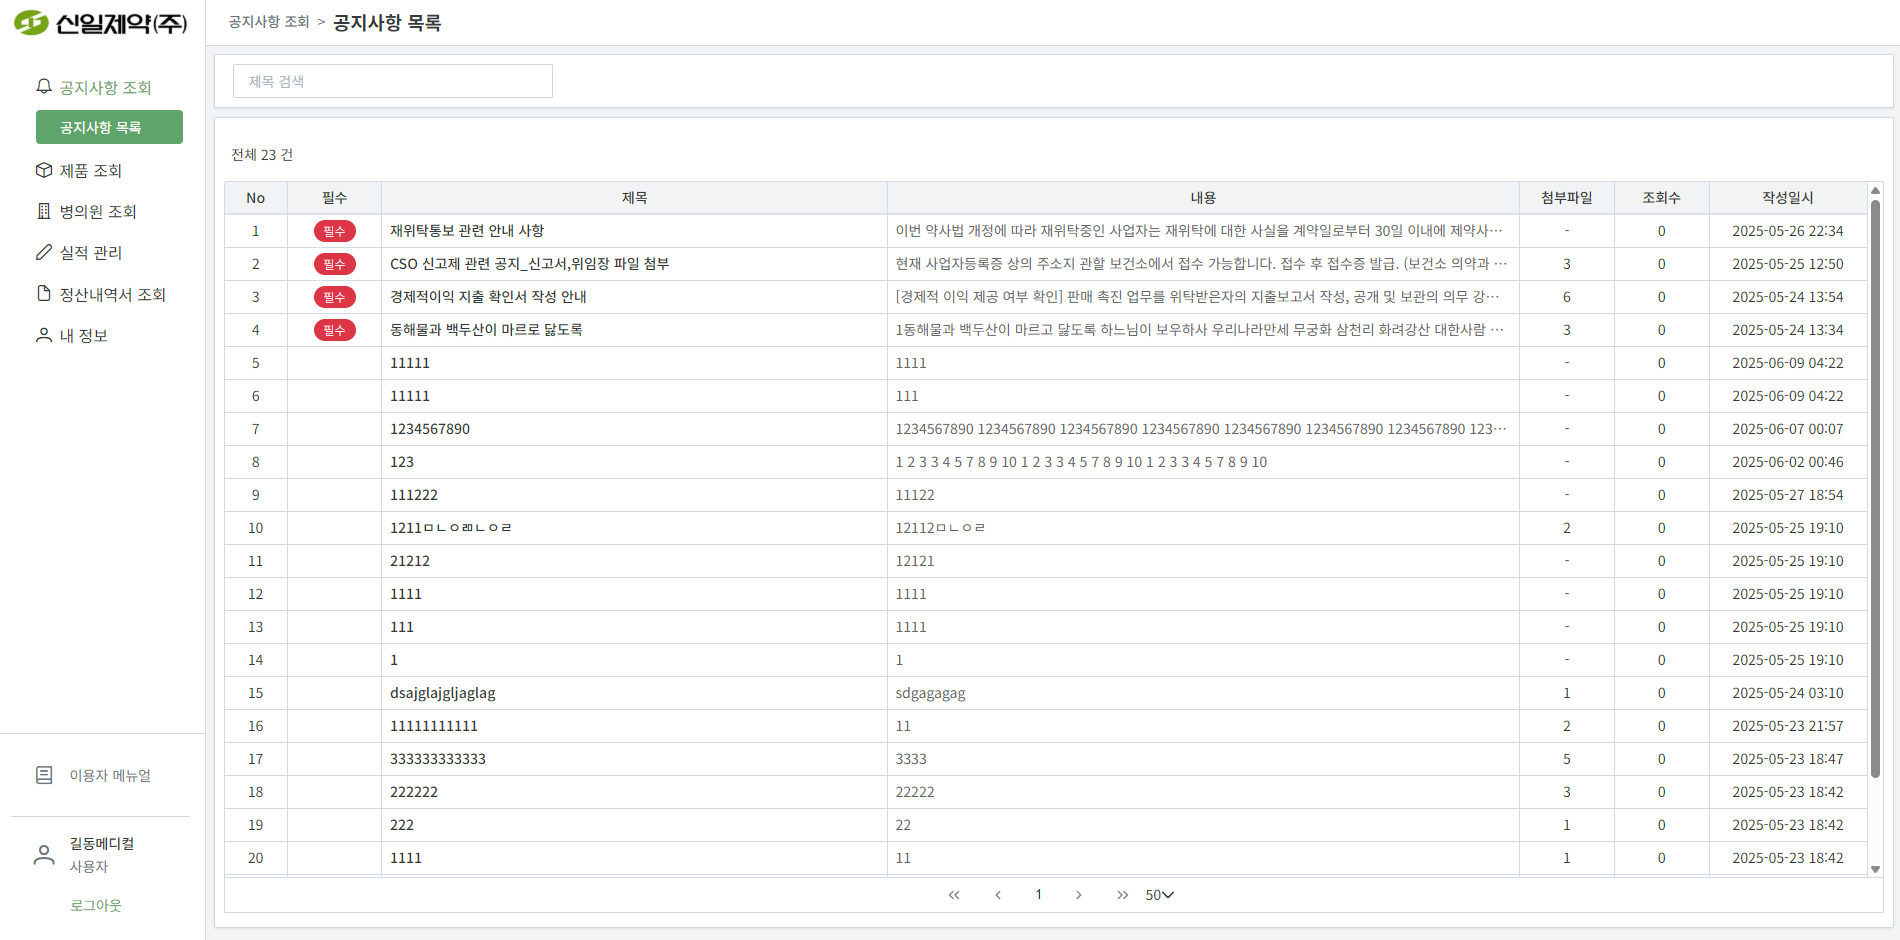 신일제약(주)
공지사항 조회 > 공지사항 목록
공지사항 조회
공지사항 목록
제품 조회
병의원 조회
실적 관리
정산내역서 조회
내 정보
이용자 메뉴얼
길동메디컬
사용자
로그아웃
제목 검색
전체 23 건
No 필수 제목 내용 첨부파일 조회수 작성일시
1 필수 재위탁통보 관련 안내 사항 이번 약사법 개정에 따라 재위탁중인 사업자는 재위탁에 대한 사실을 계약일로부터 30일 이내에 제약사… - 0 2025-05-26 22:34
2 필수 CSO 신고제 관련 공지_신고서,위임장 파일 첨부 현재 사업자등록증 상의 주소지 관할 보건소에서 접수 가능합니다. 접수 후 접수증 발급. (보건소 의약과 … 3 0 2025-05-25 12:50
3 필수 경제적이익 지출 확인서 작성 안내 [경제적 이익 제공 여부 확인] 판매 촉진 업무를 위탁받은자의 지출보고서 작성, 공개 및 보관의 의무 강… 6 0 2025-05-24 13:54
4 필수 동해물과 백두산이 마르로 닳도록 1동해물과 백두산이 마르고 닳도록 하느님이 보우하사 우리나라만세 무궁화 삼천리 화려강산 대한사람 … 3 0 2025-05-24 13:34
5 11111 1111 - 0 2025-06-09 04:22
6 11111 111 - 0 2025-06-09 04:22
7 1234567890 1234567890 1234567890 1234567890 1234567890 1234567890 1234567890 1234567890 123… - 0 2025-06-07 00:07
8 123 1 2 3 3 4 5 7 8 9 10 1 2 3 3 4 5 7 8 9 10 1 2 3 3 4 5 7 8 9 10 - 0 2025-06-02 00:46
9 111222 11122 - 0 2025-05-27 18:54
10 1211ㅁㄴㅇㄻㄴㅇㄹ 12112ㅁㄴㅇㄹ 2 0 2025-05-25 19:10
11 21212 12121 - 0 2025-05-25 19:10
12 1111 1111 - 0 2025-05-25 19:10
13 111 1111 - 0 2025-05-25 19:10
14 1 1 - 0 2025-05-25 19:10
15 dsajglajgljaglag sdgagagag 1 0 2025-05-24 03:10
16 11111111111 11 2 0 2025-05-23 21:57
17 333333333333 3333 5 0 2025-05-23 18:47
18 222222 22222 3 0 2025-05-23 18:42
19 222 22 1 0 2025-05-23 18:42
20 1111 11 1 0 2025-05-23 18:42
1 50